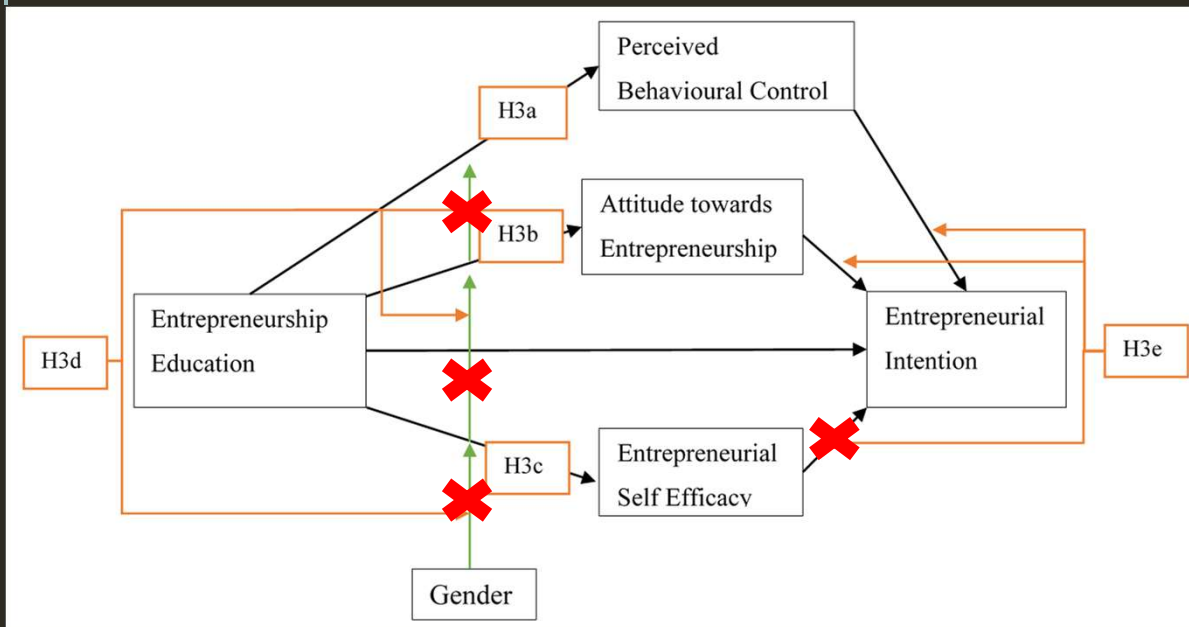 Perceived
Behavioural Control
H3a
Attitude towards
Entrepreneurship
H3b
Entrepreneurship
Education
H3d
Entrepreneurial
Intention
H3e
Entrepreneurial
Self Efficacy
H3c
Gender